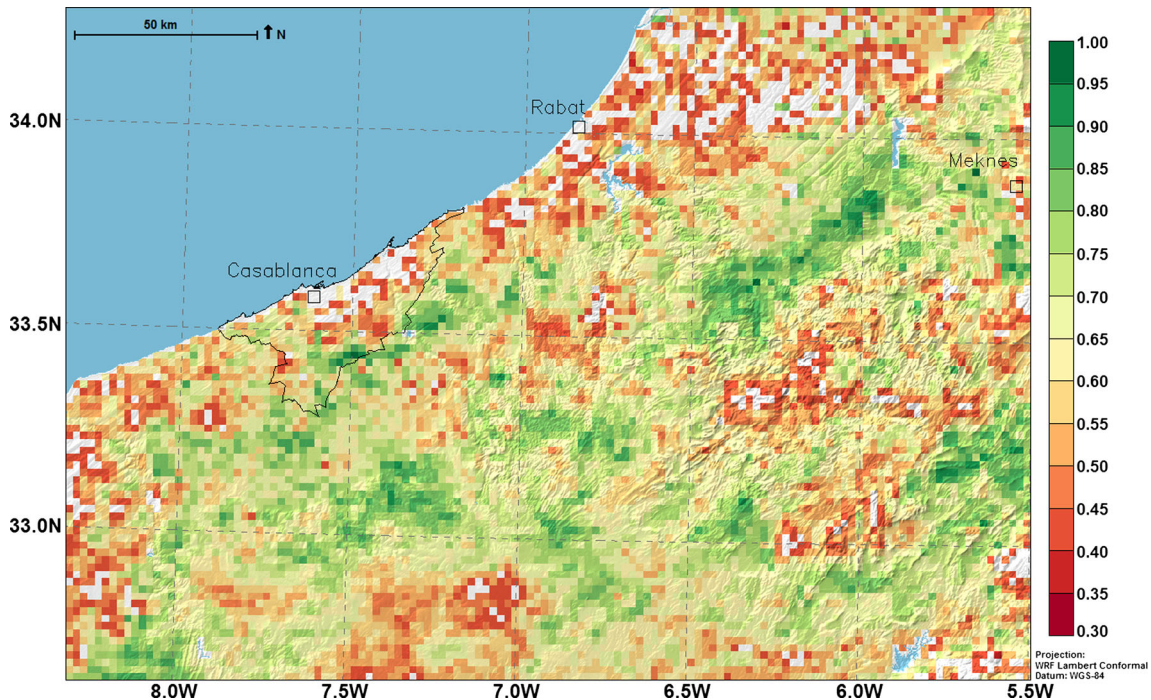 50 km
N
34.0N
33.5N
33.0N
Rabat
Meknes
Casablanca
8.0W
7.5W
7.0W
6.5W
6.0W
5.5W
1.00
0.95
0.90
0.85
0.80
0.75
0.70
0.65
0.60
0.55
0.50
0.45
0.40
0.35
0.30
Projection:
WRF Lambert Conformal
Datum: WGS-84